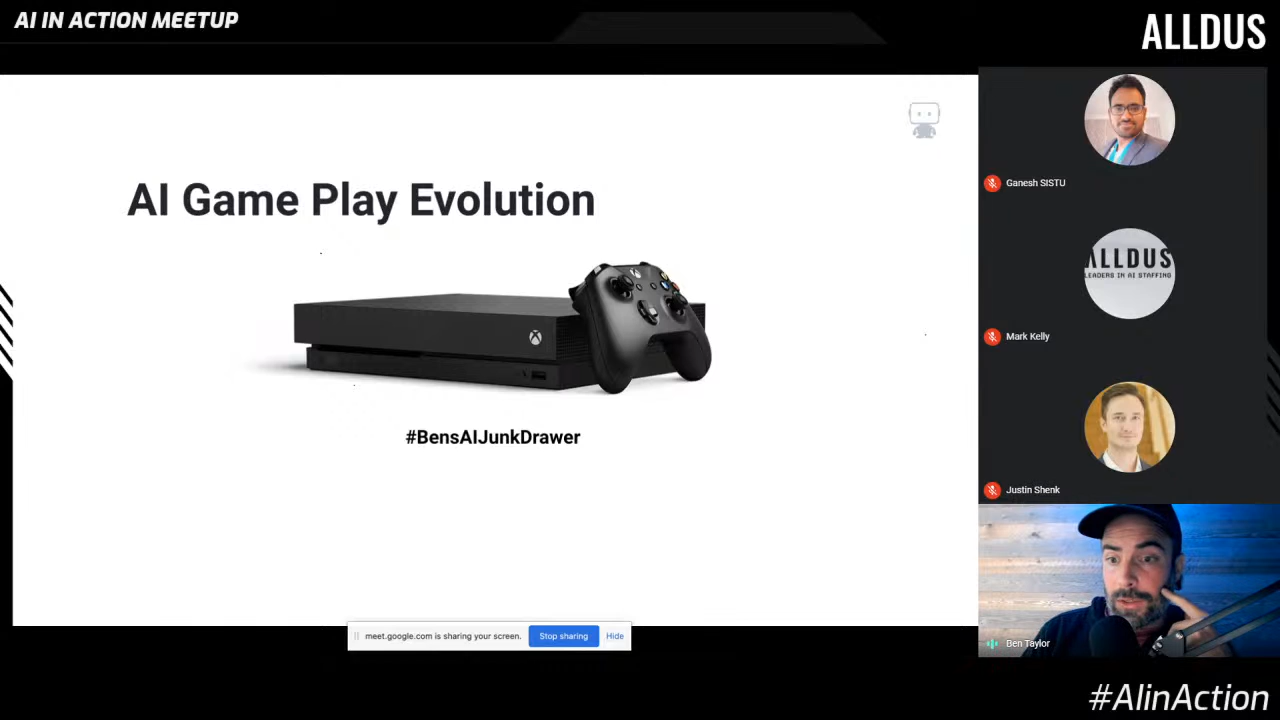 AI IN ACTION MEETUP
ALLDUS
AI Game Play Evolution
#BensAIJunkDrawer
Ganesh SISTU
ALLDUS
LEADERS IN AI STAFFING
Mark Kelly
Justin Shenk
Ben Taylor
meet.google.com is sharing your screen.
Stop sharing
Hide
#AIinAction